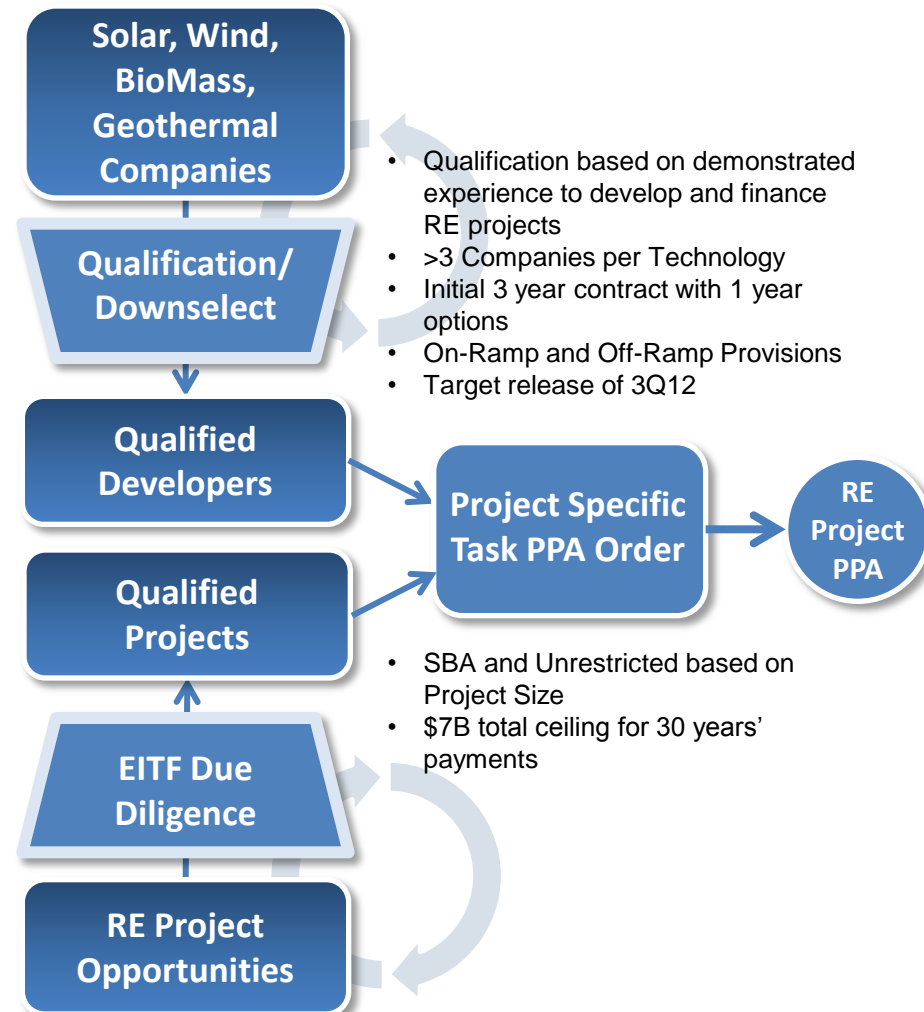 Solar, Wind,
BioMass,
Geothermal
Companies
Qualification/
Downselect
• Qualification based on demonstrated
experience to develop and finance
RE projects
• >3 Companies per Technology
• Initial 3 year contract with 1 year
options
• On-Ramp and Off-Ramp Provisions
• Target release of 3Q12
Qualified
Developers
Project Specific
Task PPA Order
RE
Project
PPA
Qualified
Projects
• SBA and Unrestricted based on
Project Size
• $7B total ceiling for 30 years’
payments
EITF Due
Diligence
RE Project
Opportunities